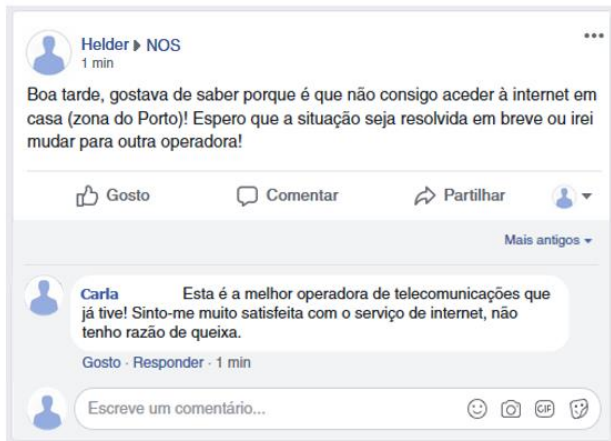 Helder ▸ NOS
1 min
Boa tarde, gostava de saber porque é que não consigo aceder à internet em
casa (zona do Porto)! Espero que a situação seja resolvida em breve ou irei
mudar para outra operadora!
Gosto Comentar Partilhar
Mais antigos
Carla Esta é a melhor operadora de telecomunicações que
já tive! Sinto-me muito satisfeita com o serviço de internet, não
tenho razão de queixa.
Gosto · Responder · 1 min
Escreve um comentário... GIF